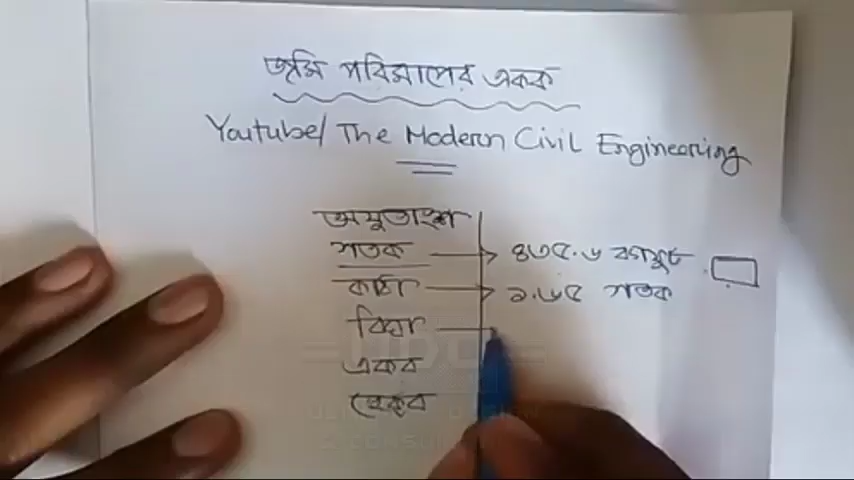 জমি পরিমাপের একক
Youtube/ The Modern Civil Engineering
অযুতাংশ
শতক → ৪৩৫.৬ বর্গফুট
কাঠা → ১.৬৫ শতক
বিঘা
একর
হেক্টর